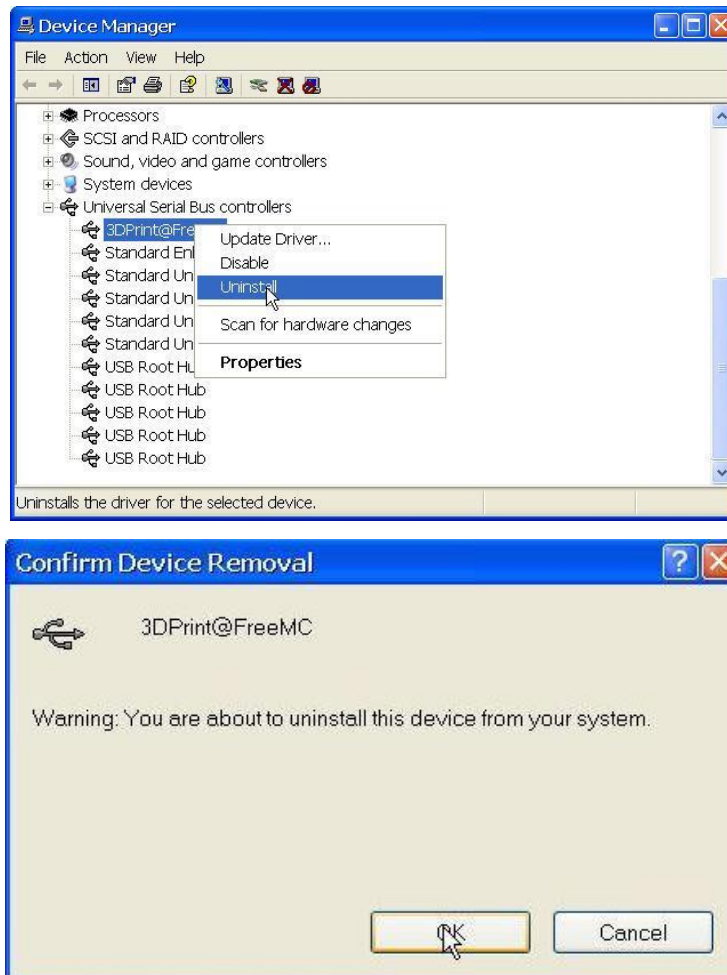 Device Manager
File Action View Help
Processors
SCSI and RAID controllers
Sound, video and game controllers
System devices
Universal Serial Bus controllers
3DPrint@Fre
Standard En
Standard Un
Standard Un
Standard Un
Standard Un
USB Root Hu
USB Root Hub
USB Root Hub
USB Root Hub
USB Root Hub
Update Driver...
Disable
Uninstall
Scan for hardware changes
Properties
Uninstalls the driver for the selected device.
Confirm Device Removal
3DPrint@FreeMC
Warning: You are about to uninstall this device from your system.
OK Cancel